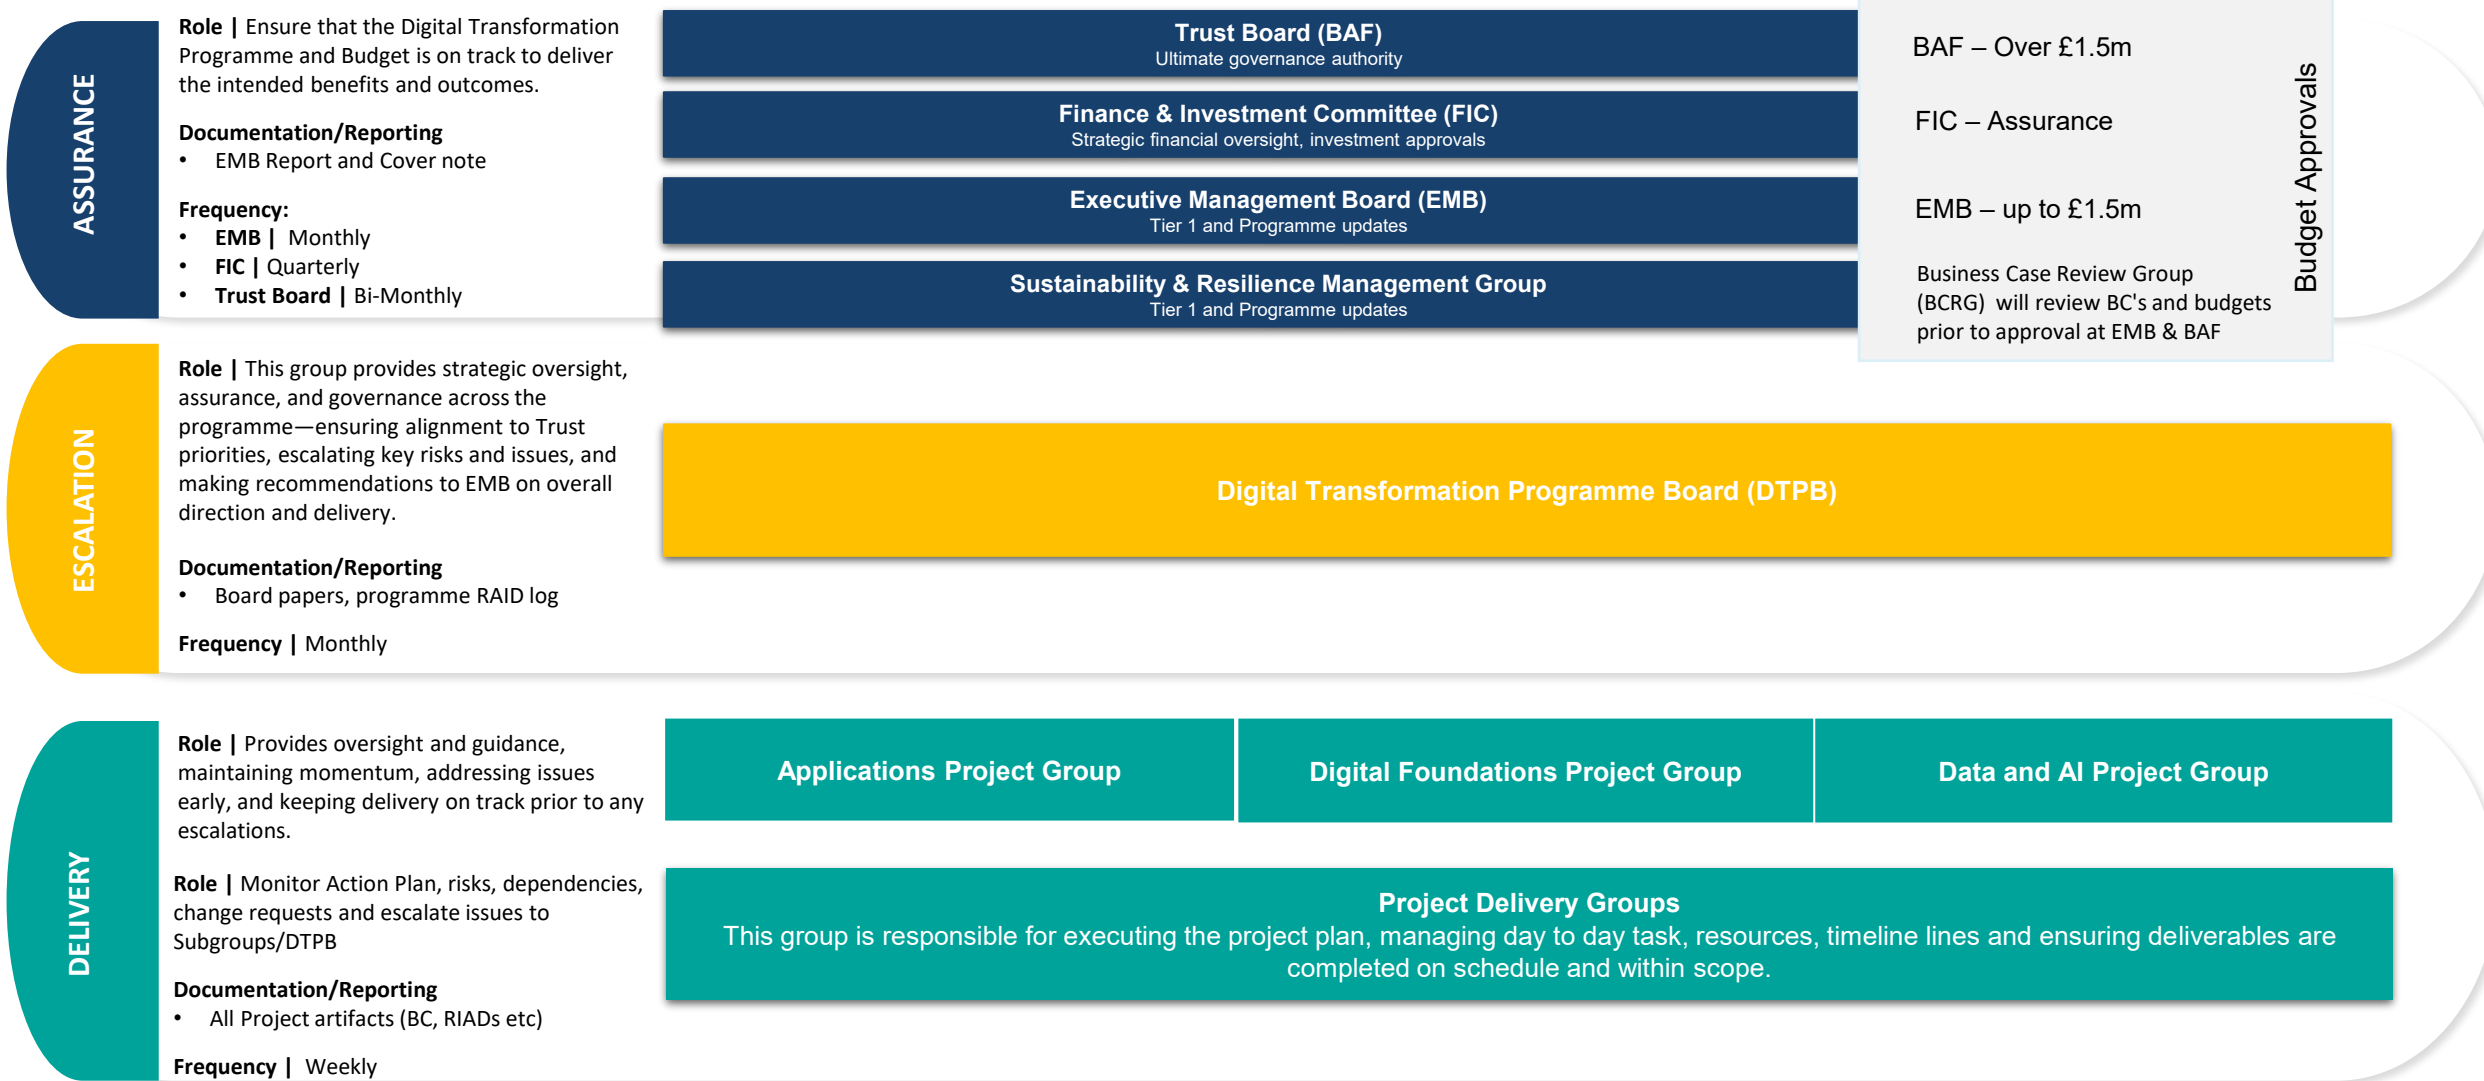 ASSURANCE
Role | Ensure that the Digital Transformation
Programme and Budget is on track to deliver
the intended benefits and outcomes.
Documentation/Reporting
• EMB Report and Cover note
Frequency:
• EMB | Monthly
• FIC | Quarterly
• Trust Board | Bi-Monthly
Trust Board (BAF)
Ultimate governance authority
Finance & Investment Committee (FIC)
Strategic financial oversight, investment approvals
Executive Management Board (EMB)
Tier 1 and Programme updates
Sustainability & Resilience Management Group
Tier 1 and Programme updates
BAF – Over £1.5m
FIC – Assurance
EMB – up to £1.5m
Business Case Review Group
(BCRG) will review BC's and budgets
prior to approval at EMB & BAF
Budget Approvals
ESCALATION
Role | This group provides strategic oversight,
assurance, and governance across the
programme—ensuring alignment to Trust
priorities, escalating key risks and issues, and
making recommendations to EMB on overall
direction and delivery.
Documentation/Reporting
• Board papers, programme RAID log
Frequency | Monthly
Digital Transformation Programme Board (DTPB)
DELIVERY
Role | Provides oversight and guidance,
maintaining momentum, addressing issues
early, and keeping delivery on track prior to any
escalations.
Role | Monitor Action Plan, risks, dependencies,
change requests and escalate issues to
Subgroups/DTPB
Documentation/Reporting
• All Project artifacts (BC, RIADs etc)
Frequency | Weekly
Applications Project Group
Digital Foundations Project Group
Data and AI Project Group
Project Delivery Groups
This group is responsible for executing the project plan, managing day to day task, resources, timeline lines and ensuring deliverables are
completed on schedule and within scope.